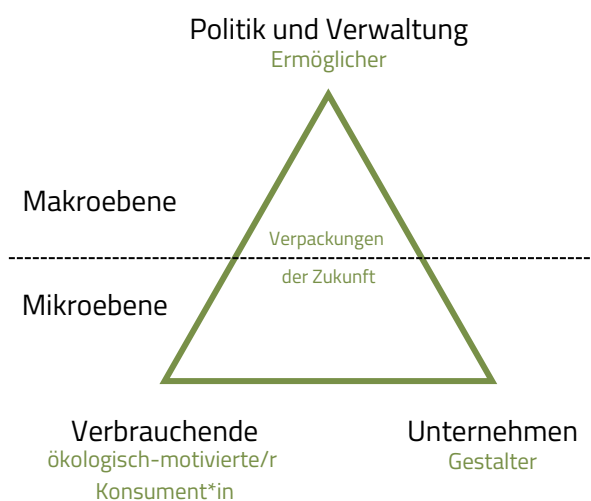 Politik und Verwaltung
Ermöglicher
Makroebene
Verpackungen
der Zukunft
Mikroebene
Verbrauchende
ökologisch-motivierte/r
Konsument*in
Unternehmen
Gestalter